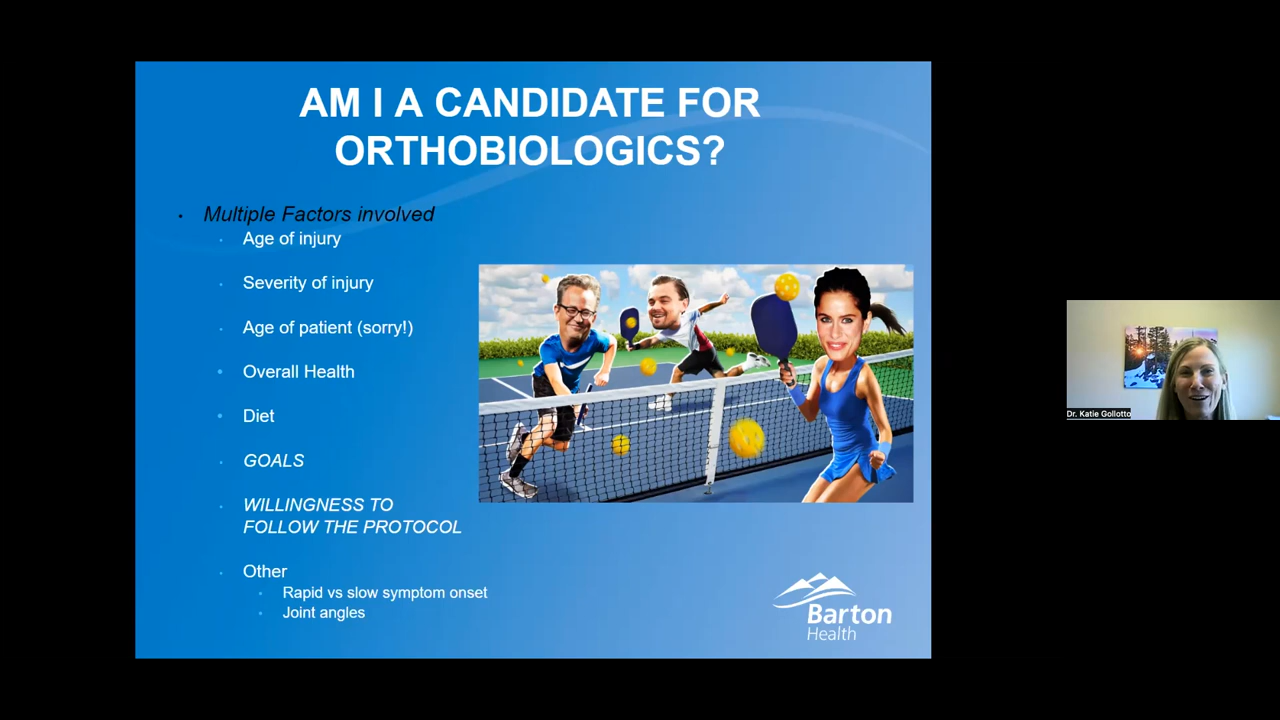 AM I A CANDIDATE FOR
ORTHOBIOLOGICS?
• Multiple Factors involved
• Age of injury
• Severity of injury
• Age of patient (sorry!)
• Overall Health
• Diet
• GOALS
• WILLINGNESS TO
FOLLOW THE PROTOCOL
• Other
• Rapid vs slow symptom onset
• Joint angles
Barton
Health
Dr. Katie Gollotto